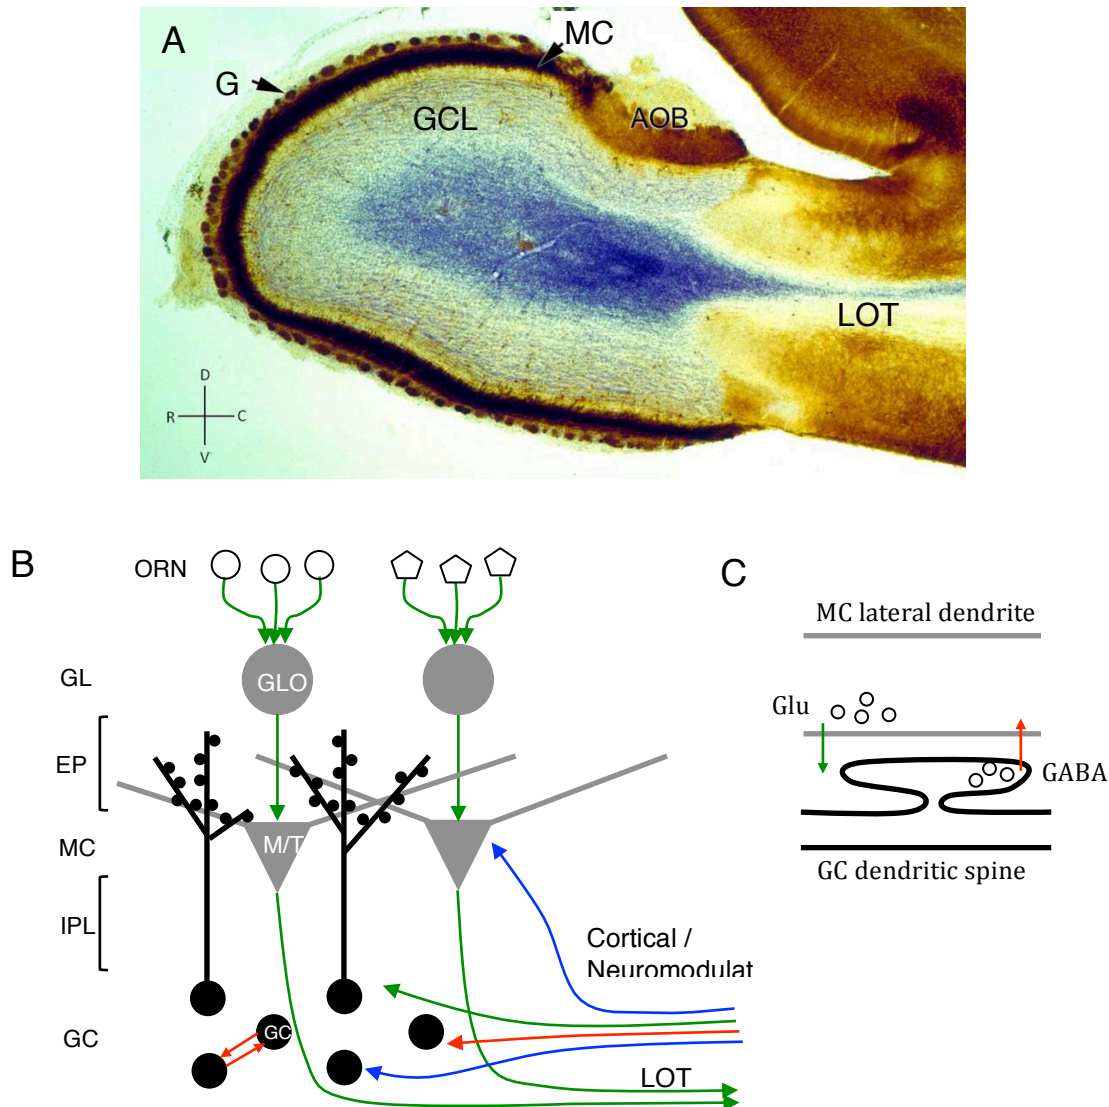 A
MC
G
GCL
AOB
LOT
D
R
C
V
B
ORN
GL
GLO
EP
MC
M/T
IPL
Cortical /
Neuromodulat
GC
GC
LOT
C
MC lateral dendrite
Glu
GABA
GC dendritic spine